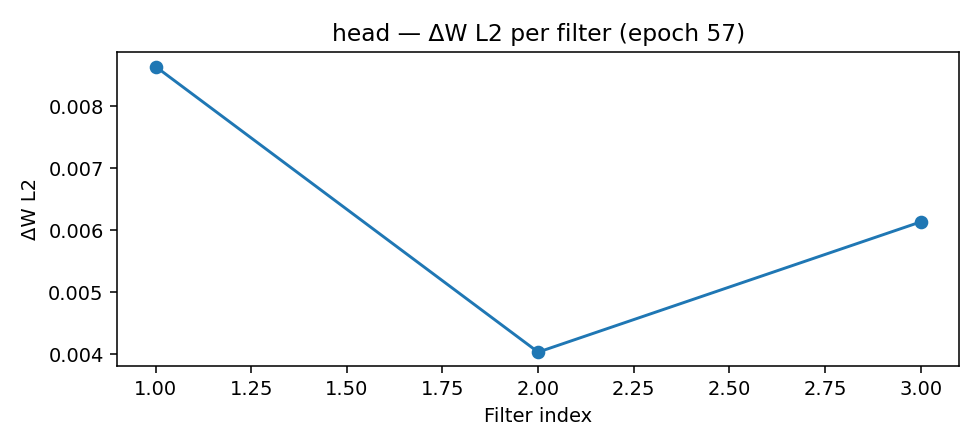 head — ΔW L2 per filter (epoch 57)
ΔW L2
0.008
0.007
0.006
0.005
0.004
1.00 1.25 1.50 1.75 2.00 2.25 2.50 2.75 3.00
Filter index